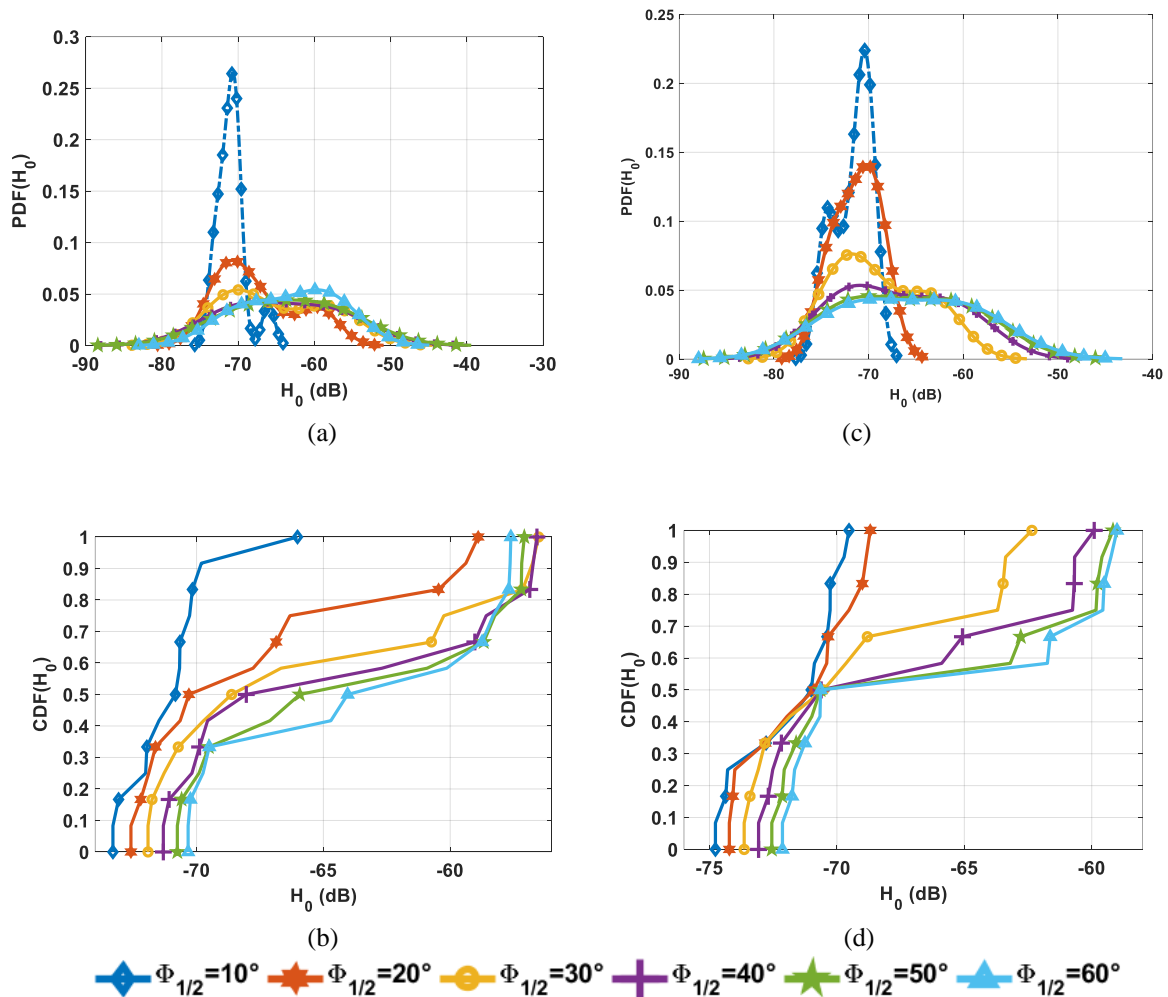 0.3
0.25
0.2
0.15
0.1
0.05
0
PDF(H0)
-90 -80 -70 -60 -50 -40 -30
H0 (dB)
(a)
0.25
0.2
0.15
0.1
0.05
0
PDF(H0)
-90 -80 -70 -60 -50 -40
H0 (dB)
(c)
1
0.9
0.8
0.7
0.6
0.5
0.4
0.3
0.2
0.1
0
CDF(H0)
-70 -65 -60
H0 (dB)
(b)
1
0.9
0.8
0.7
0.6
0.5
0.4
0.3
0.2
0.1
0
CDF(H0)
-75 -70 -65 -60
H0 (dB)
(d)
Φ1/2=10° Φ1/2=20° Φ1/2=30° Φ1/2=40° Φ1/2=50° Φ1/2=60°